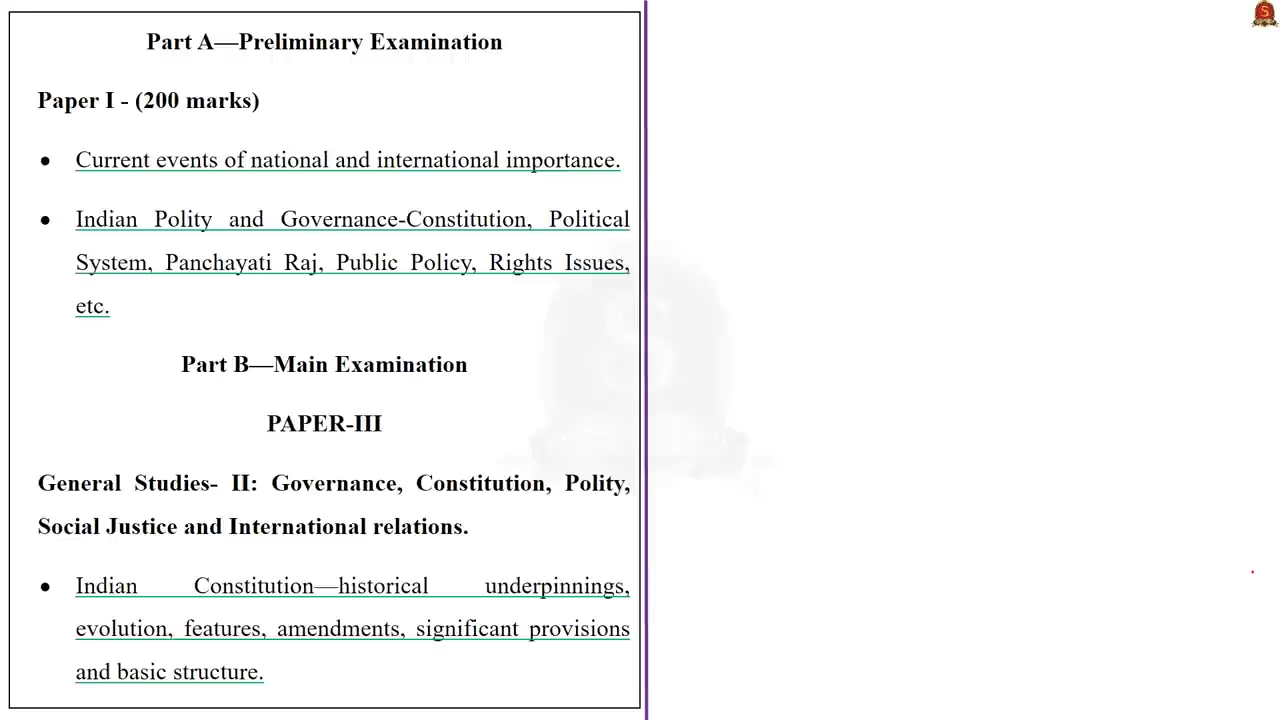 Part A—Preliminary Examination
Paper I - (200 marks)
● Current events of national and international importance.
● Indian Polity and Governance-Constitution, Political
System, Panchayati Raj, Public Policy, Rights Issues,
etc.
Part B—Main Examination
PAPER-III
General Studies- II: Governance, Constitution, Polity,
Social Justice and International relations.
● Indian Constitution—historical underpinnings,
evolution, features, amendments, significant provisions
and basic structure.